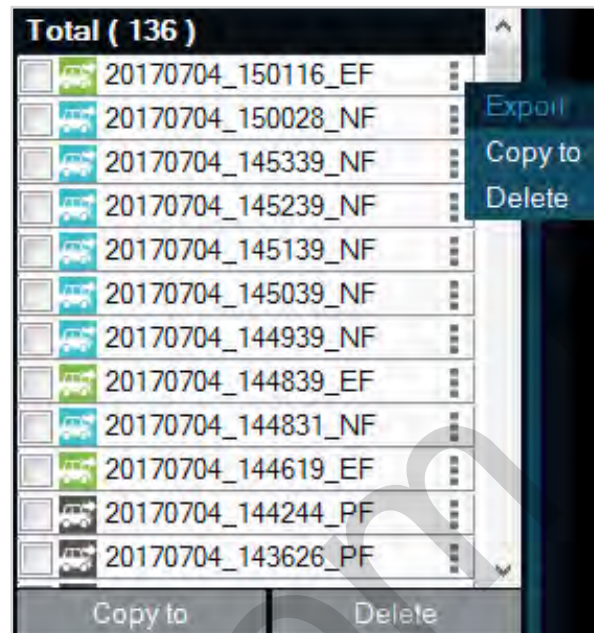 Total ( 136 )
20170704_150116_EF
20170704_150028_NF
20170704_145339_NF
20170704_145239_NF
20170704_145139_NF
20170704_145039_NF
20170704_144939_NF
20170704_144839_EF
20170704_144831_NF
20170704_144619_EF
20170704_144244_PF
20170704_143626_PF
Copy to Delete
Export
Copy to
Delete